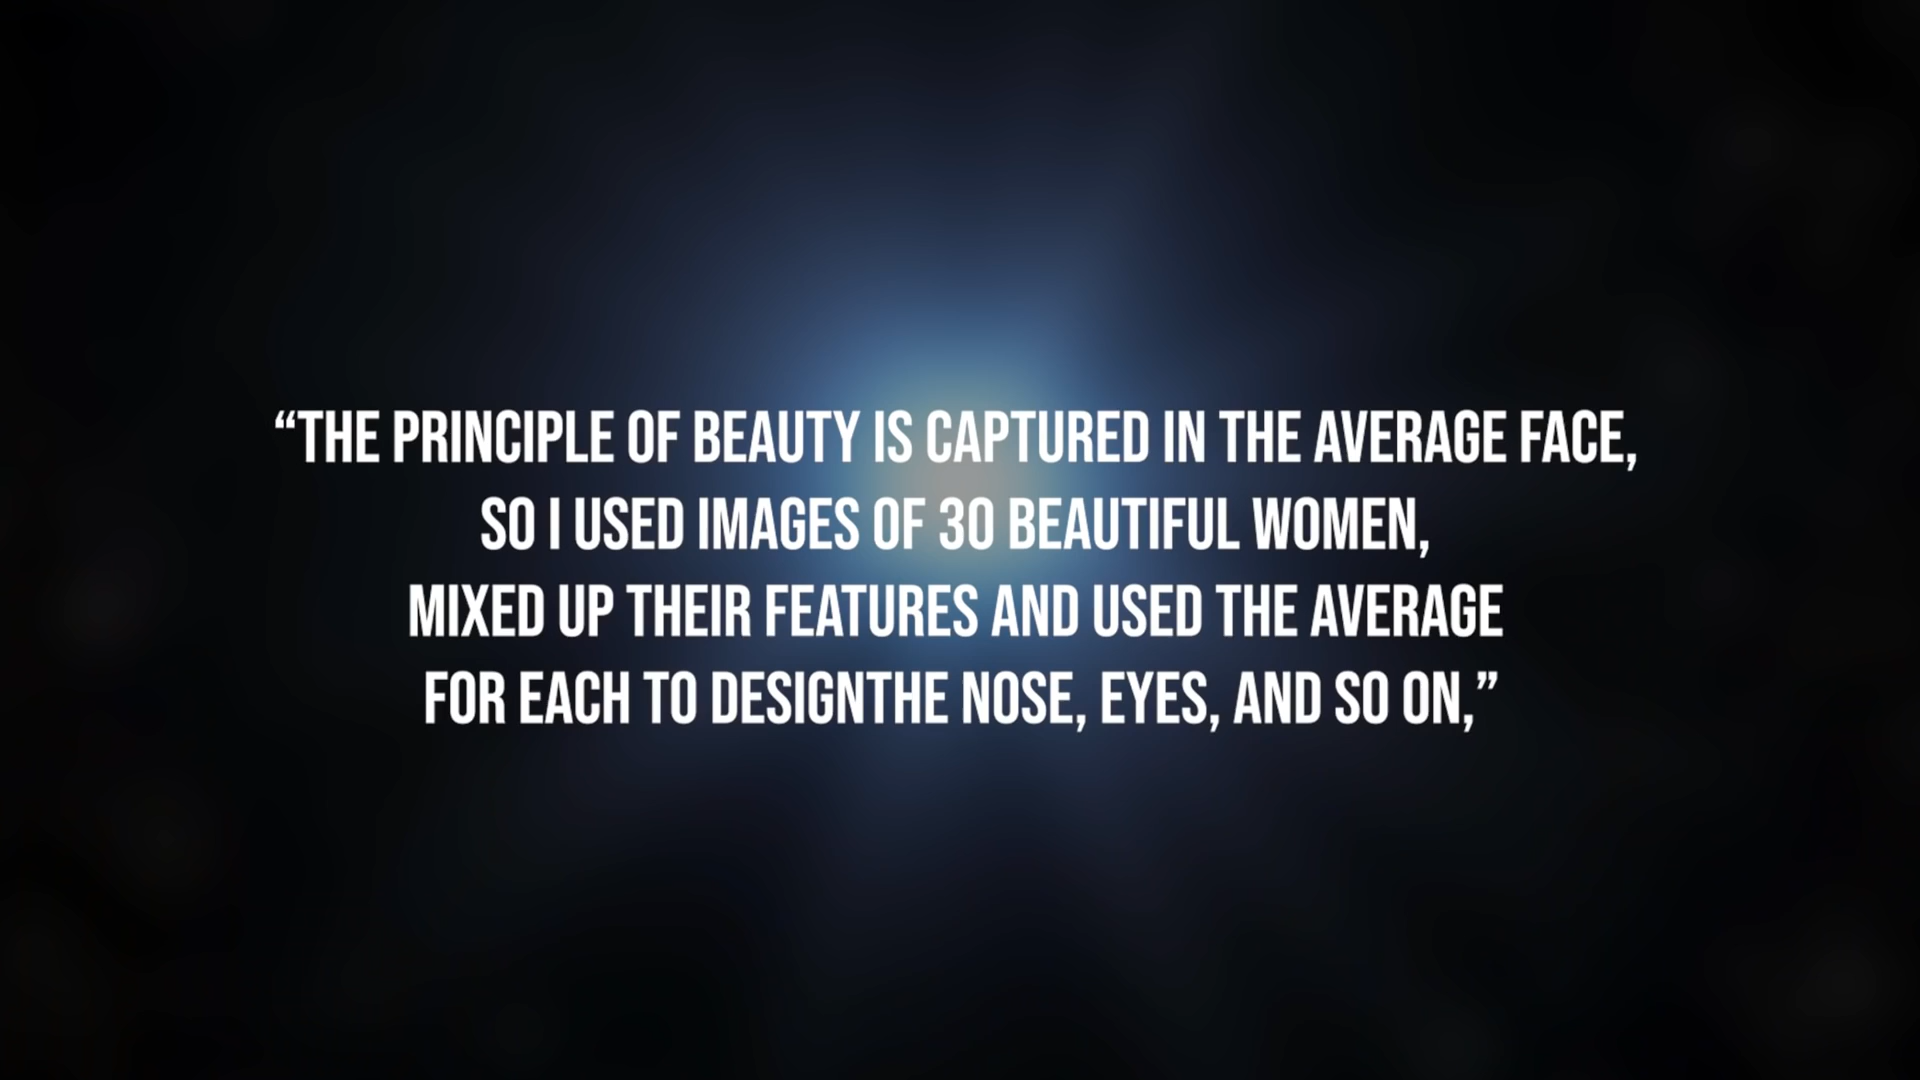 “THE PRINCIPLE OF BEAUTY IS CAPTURED IN THE AVERAGE FACE,
SO I USED IMAGES OF 30 BEAUTIFUL WOMEN,
MIXED UP THEIR FEATURES AND USED THE AVERAGE
FOR EACH TO DESIGNTHE NOSE, EYES, AND SO ON,”